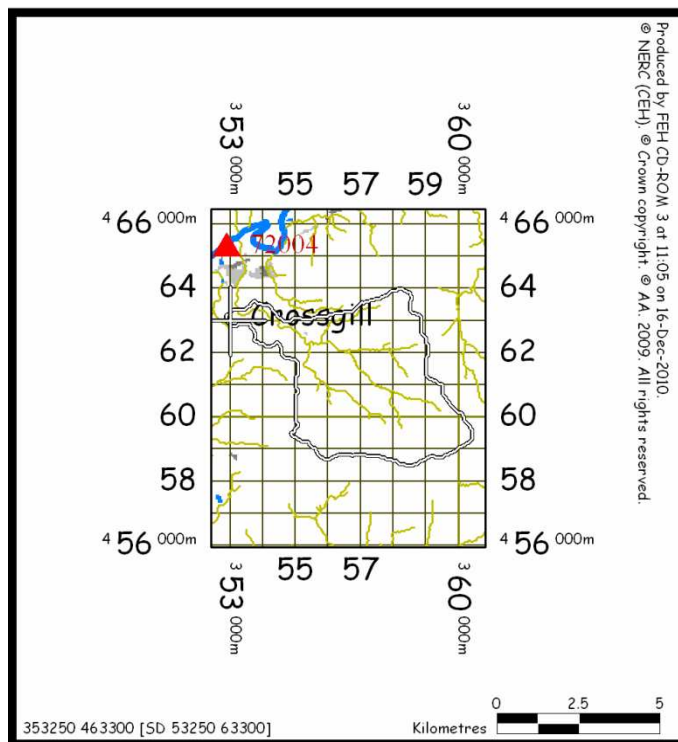 Produced by FEH CD-ROM 3 at 11:05 on 16-Dec-2010.
© NERC (CEH). © Crown copyright. © AA. 2009. All rights reserved.
3 53 000m
3 60 000m
55 57 59
4 66 000m
4 66 000m
72004
64
64
Crossgill
62
62
60
60
58
58
4 56 000m
4 56 000m
55 57
3 53 000m
3 60 000m
0 2.5 5
353250 463300 [SD 53250 63300]
Kilometres